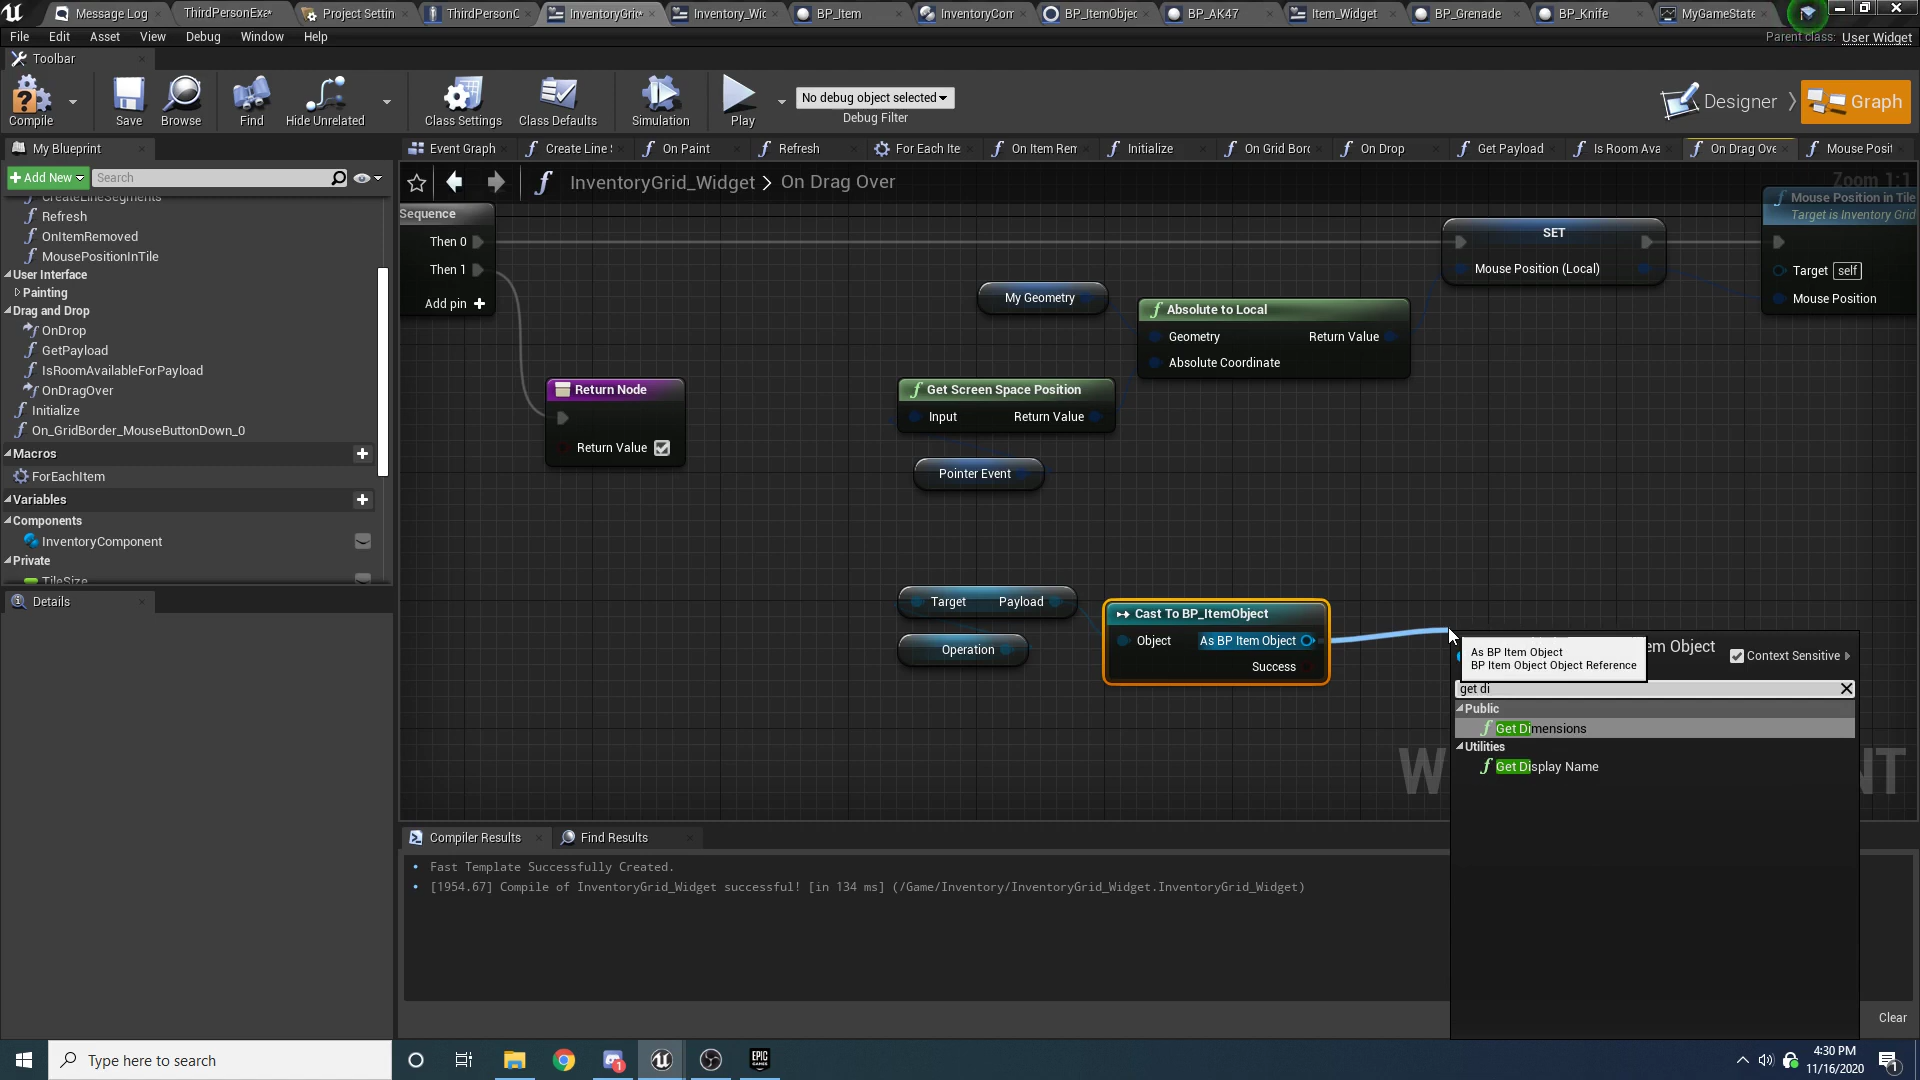 Message Log
ThirdPersonExa*
Project Settin
ThirdPersonC
InventoryGri*
Inventory_Wi
BP_Item
InventoryCom
BP_ItemObjec
BP_AK47
Item_Widget
BP_Grenade
BP_Knife
MyGameState
File Edit Asset View Debug Window Help
Parent class: User Widget
Toolbar
Compile
Save
Browse
Find
Hide Unrelated
Class Settings
Class Defaults
Simulation
Play
No debug object selected
Debug Filter
Designer
Graph
My Blueprint
Event Graph
Create Line S
On Paint
Refresh
For Each Ite
On Item Rem
Initialize
On Grid Bord
On Drop
Get Payload
Is Room Ava
On Drag Ove
Mouse Posit
+Add New
Search
InventoryGrid_Widget > On Drag Over
Zoom 1:1
CreateLineSegments
Refresh
OnItemRemoved
MousePositionInTile
User Interface
Painting
Drag and Drop
OnDrop
GetPayload
IsRoomAvailableForPayload
OnDragOver
Initialize
On_GridBorder_MouseButtonDown_0
Macros
ForEachItem
Variables
Components
InventoryComponent
Private
TileSize
Details
Sequence
Then 0
Then 1
Add pin +
Return Node
Return Value
My Geometry
Absolute to Local
Geometry Return Value
Absolute Coordinate
Get Screen Space Position
Input Return Value
Pointer Event
SET
Mouse Position (Local)
Mouse Position in Tile
Target is Inventory Grid
Target self
Mouse Position
Target Payload
Operation
Cast To BP_ItemObject
Object As BP Item Object
Success
As BP Item Object
BP Item Object Object Reference
em Object
Context Sensitive
get di
Public
Get Dimensions
Utilities
Get Display Name
W
NT
Compiler Results
Find Results
Fast Template Successfully Created.
[1954.67] Compile of InventoryGrid_Widget successful! [in 134 ms] (/Game/Inventory/InventoryGrid_Widget.InventoryGrid_Widget)
Clear
Type here to search
1
EPIC
GAMES
4:30 PM
11/16/2020
1